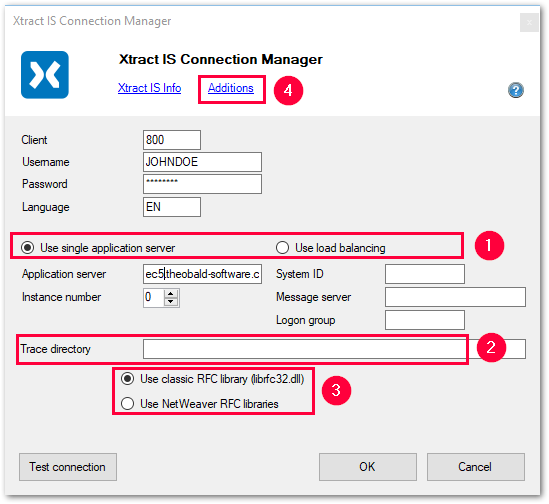 Xtract IS Connection Manager
Xtract IS Connection Manager
Xtract IS Info Additions 4
Client 800
Username JOHNDOE
Password ********
Language EN
Use single application server Use load balancing 1
Application server ec5.theobald-software.c System ID
Instance number 0 Message server
Logon group
Trace directory 2
Use classic RFC library (librfc32.dll)
3
Use NetWeaver RFC libraries
Test connection OK Cancel